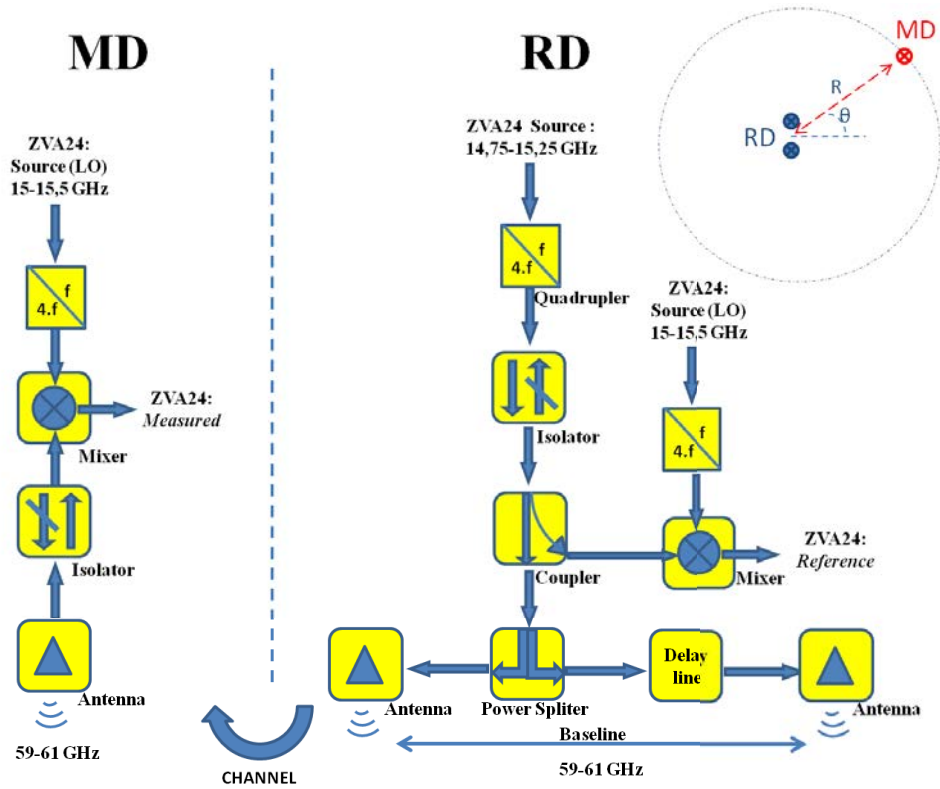 MD
ZVA24:
Source (LO)
15-15,5 GHz
f
4.f
ZVA24:
Measured
Mixer
Isolator
Antenna
59-61 GHz
CHANNEL
RD
ZVA24 Source :
14,75-15,25 GHz
f
4.f
Quadrupler
Isolator
Coupler
ZVA24:
Source (LO)
15-15,5 GHz
f
4.f
ZVA24:
Reference
Mixer
Antenna
Power Spliter
Delay
line
Antenna
Baseline
59-61 GHz
MD
R
θ
RD